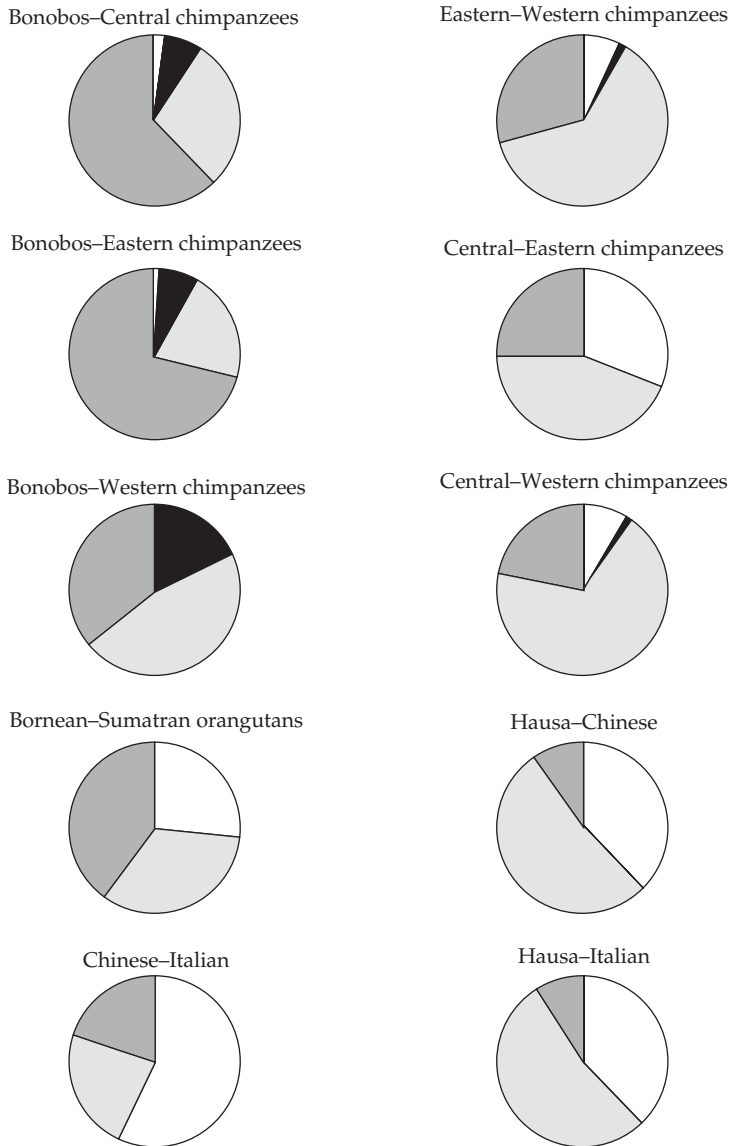 Bonobos–Central chimpanzees
Eastern–Western chimpanzees
Bonobos–Eastern chimpanzees
Central–Eastern chimpanzees
Bonobos–Western chimpanzees
Central–Western chimpanzees
Bornean–Sumatran orangutans
Hausa–Chinese
Chinese–Italian
Hausa–Italian